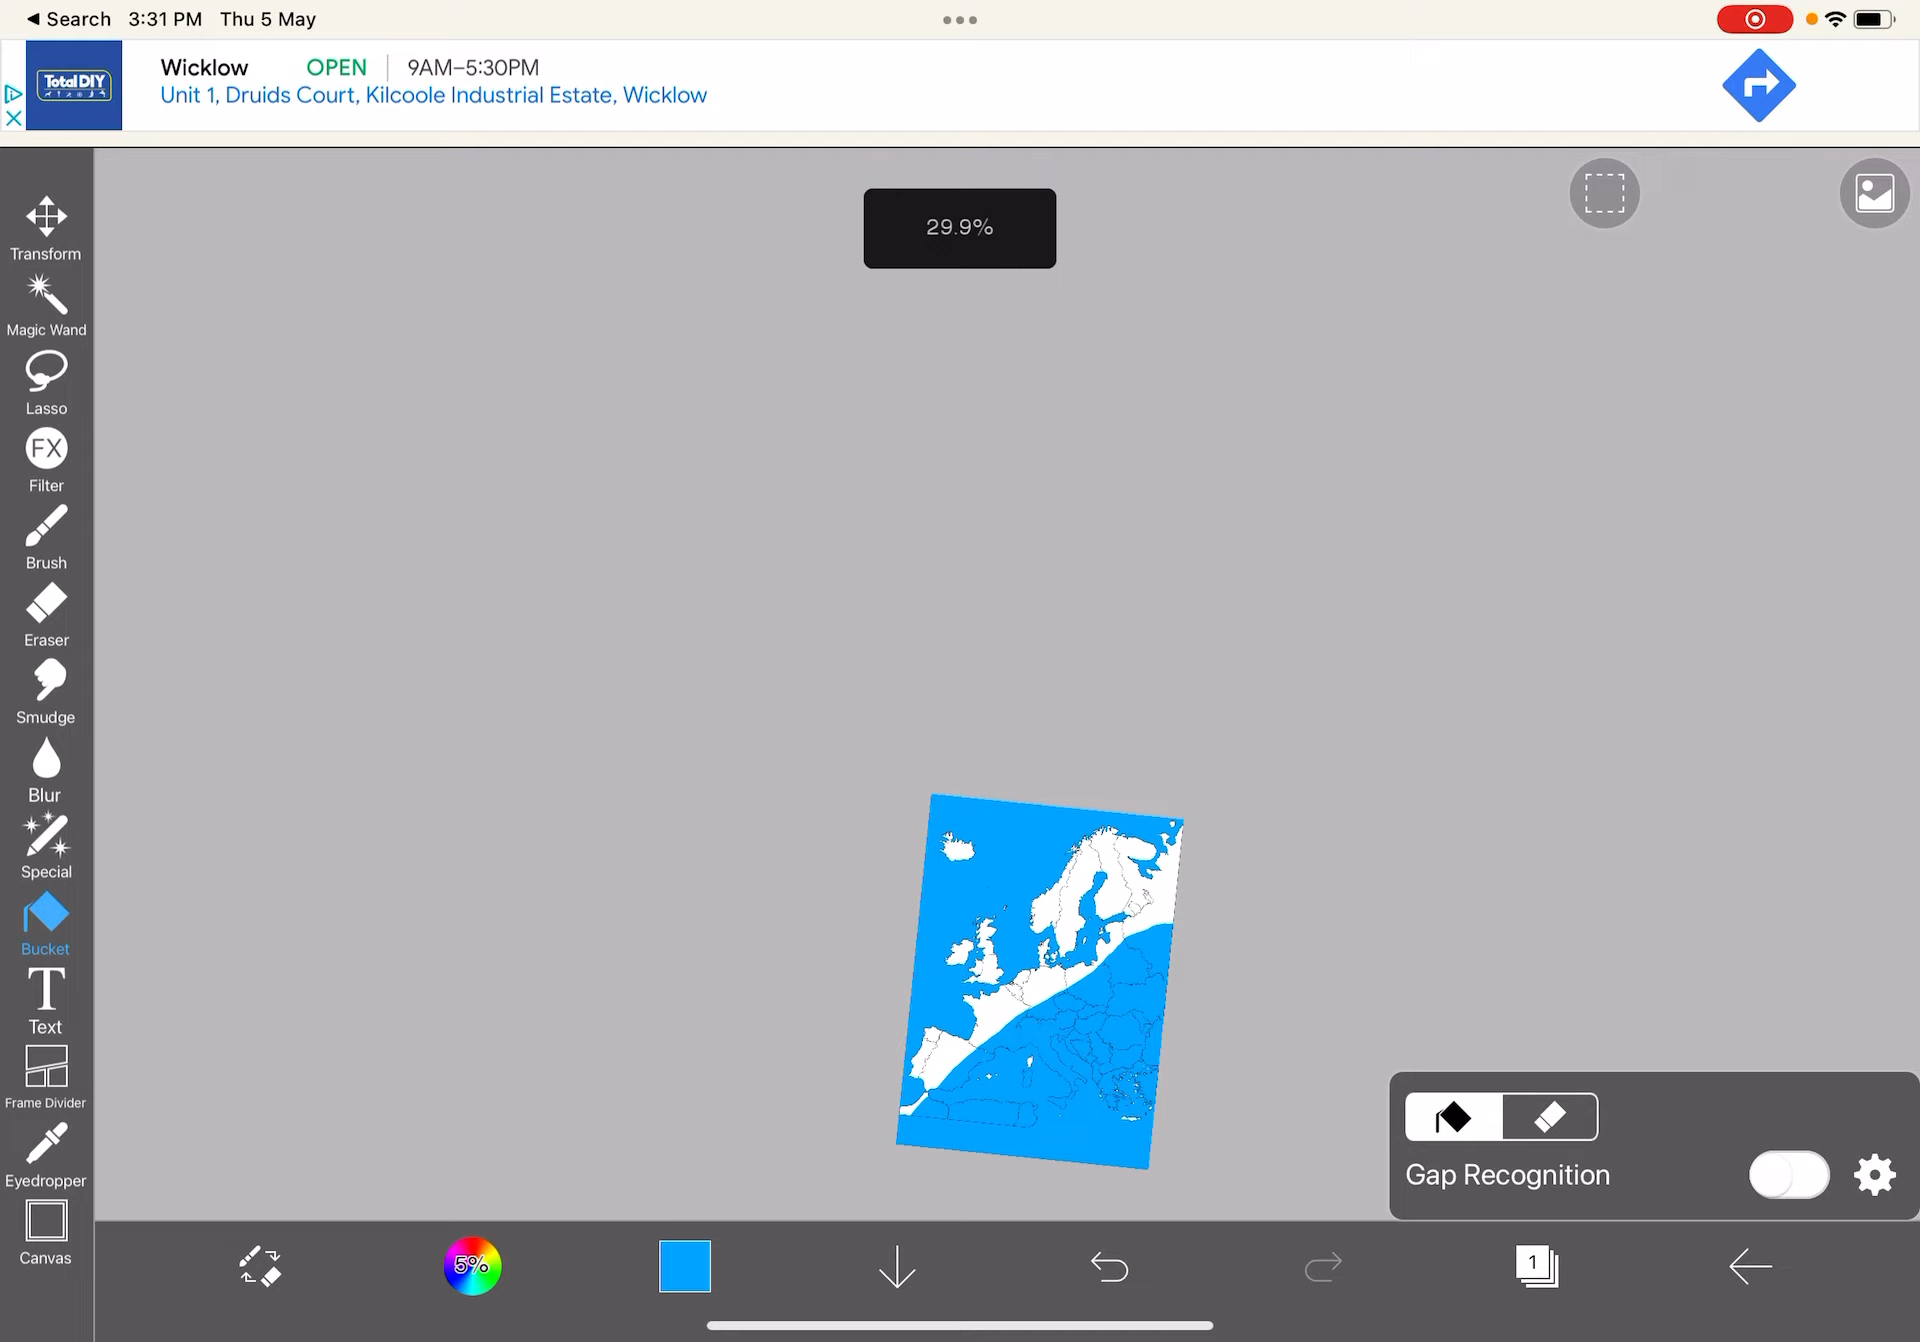 Search 3:31 PM Thu 5 May
Total DIY
Wicklow OPEN 9AM–5:30PM
Unit 1, Druids Court, Kilcoole Industrial Estate, Wicklow
29.9%
Transform
Magic Wand
Lasso
FX
Filter
Brush
Eraser
Smudge
Blur
Special
Bucket
T
Text
Frame Divider
Eyedropper
Canvas
Gap Recognition
5%
1